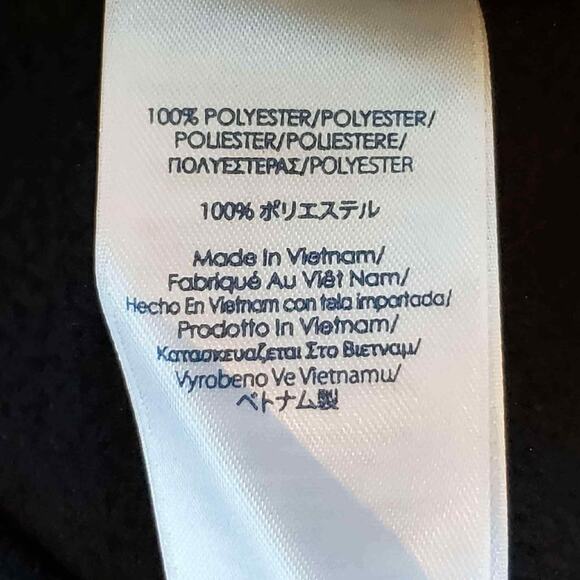 100% POLYESTER/POLYESTER/
POLIESTER/POLIESTERE/
ΠΟΛΥΕΣΤΕΡΑΣ/POLYESTER
100% ポリエステル
Made In Vietnam/
Fabriqué Au Viêt Nam/
Hecho En Vietnam con tela importada/
Prodotto In Vietnam/
Κατασκευαζεται Στο Βιετναμ/
Vyrobeno Ve Vietnamu/
ベトナム製